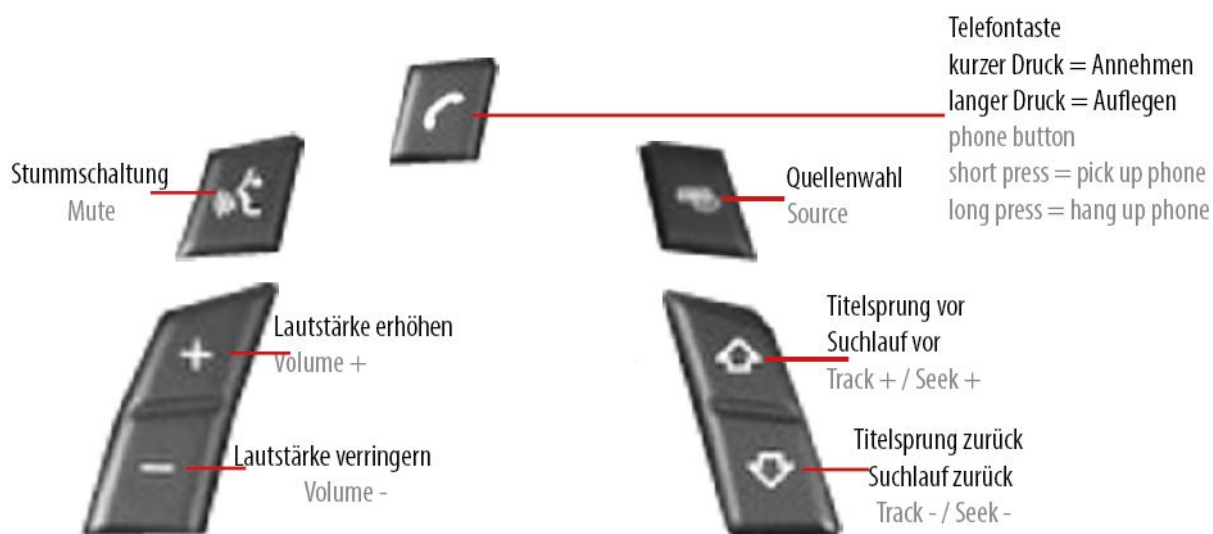 Telefontaste
kurzer Druck = Annehmen
langer Druck = Auflegen
phone button
short press = pick up phone
long press = hang up phone
Stummschaltung
Mute
Quellenwahl
Source
Lautstärke erhöhen
Volume +
Titelsprung vor
Suchlauf vor
Track + / Seek +
Lautstärke verringern
Volume -
Titelsprung zurück
Suchlauf zurück
Track - / Seek -